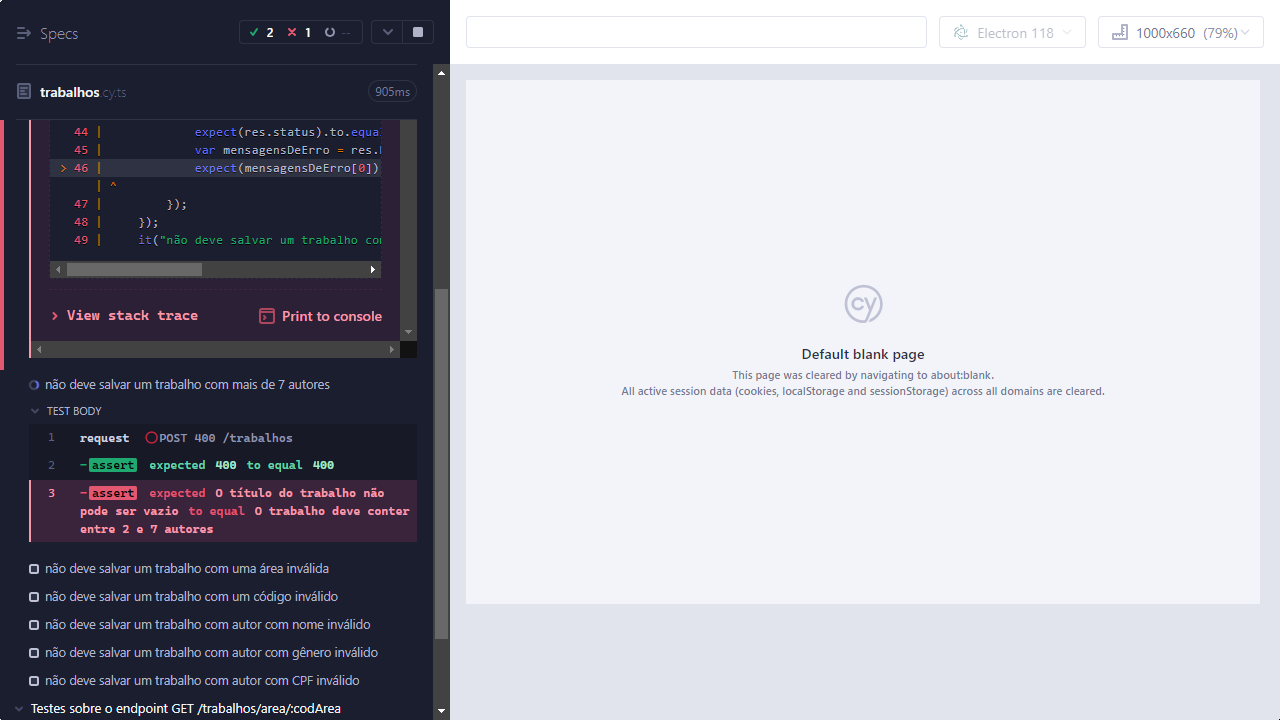 Specs
2
1
--
Electron 118
1000x660 (79%)
trabalhos cy.ts
905ms
44 | expect(res.status).to.equa
45 | var mensagensDeErro = res.
> 46 | expect(mensagensDeErro[0])
| ^
47 | });
48 | });
49 | it("não deve salvar um trabalho co
View stack trace
Print to console
não deve salvar um trabalho com mais de 7 autores
TEST BODY
1 request POST 400 /trabalhos
2 -assert expected 400 to equal 400
3 -assert expected O título do trabalho não
pode ser vazio to equal O trabalho deve conter
entre 2 e 7 autores
não deve salvar um trabalho com uma área inválida
não deve salvar um trabalho com um código inválido
não deve salvar um trabalho com autor com nome inválido
não deve salvar um trabalho com autor com gênero inválido
não deve salvar um trabalho com autor com CPF inválido
Testes sobre o endpoint GET /trabalhos/area/:codArea
cy
Default blank page
This page was cleared by navigating to about:blank.
All active session data (cookies, localStorage and sessionStorage) across all domains are cleared.